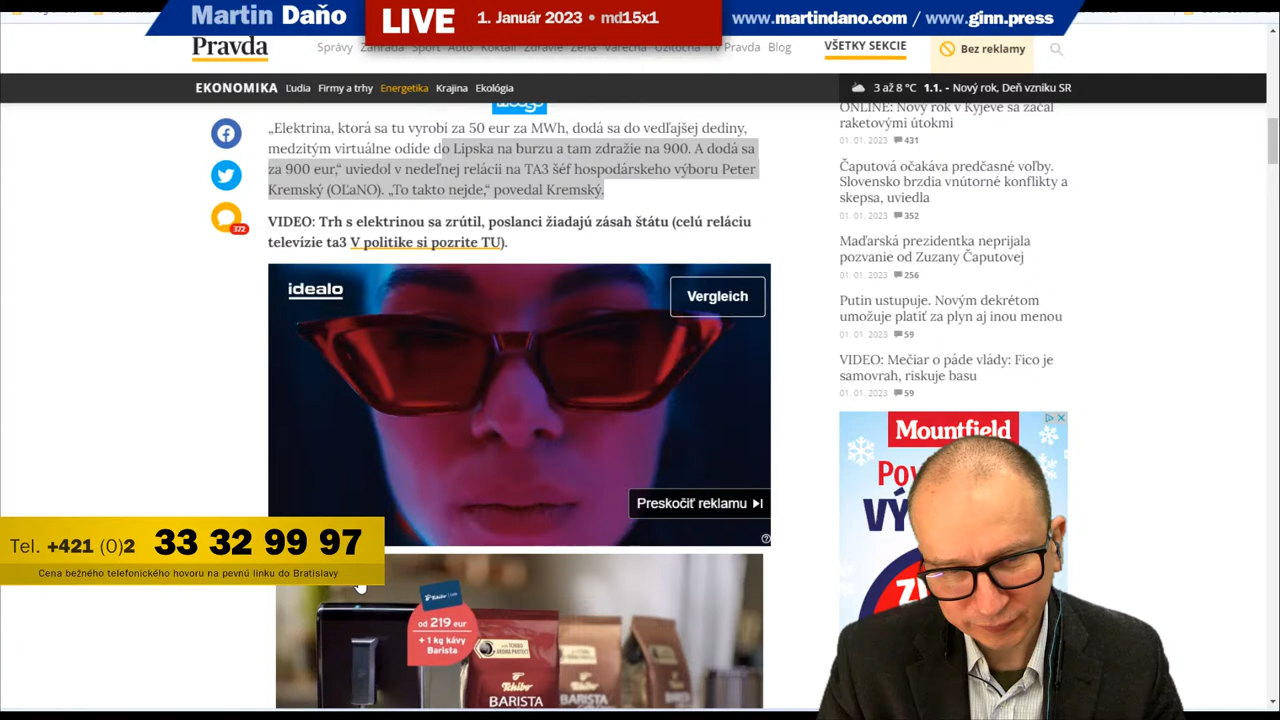 Martin Daňo
LIVE
1. Január 2023 • md15x1
www.martindano.com / www.ginn.press
Pravda
Správy Záhrada Šport Auto Koktail Zdravie Žena Varecha Užitočná TV Pravda Blog
VŠETKY SEKCIE
Bez reklamy
EKONOMIKA Ľudia Firmy a trhy Energetika Krajina Ekológia
3 až 8 °C 1.1. - Nový rok, Deň vzniku SR
„Elektrina, ktorá sa tu vyrobí za 50 eur za MWh, dodá sa do vedľajšej dediny,
medzitým virtuálne odíde do Lipska na burzu a tam zdražie na 900. A dodá sa
za 900 eur,“ uviedol v nedeľnej relácii na TA3 šéf hospodárskeho výboru Peter
Kremský (OĽaNO). „To takto nejde,“ povedal Kremský.
372
VIDEO: Trh s elektrinou sa zrútil, poslanci žiadajú zásah štátu (celú reláciu
televízie ta3 V politike si pozrite TU).
idealo
Vergleich
Preskočiť reklamu
ONLINE: Nový rok v Kyjeve sa začal
raketovými útokmi
01. 01. 2023 431
Čaputová očakáva predčasné voľby.
Slovensko brzdia vnútorné konflikty a
skepsa, uviedla
01. 01. 2023 352
Maďarská prezidentka neprijala
pozvanie od Zuzany Čaputovej
01. 01. 2023 256
Putin ustupuje. Novým dekrétom
umožuje platiť za plyn aj inou menou
01. 01. 2023 59
VIDEO: Mečiar o páde vlády: Fico je
samovrah, riskuje basu
01. 01. 2023 59
Mountfield
Tel. +421 (0)2 33 32 99 97
Cena bežného telefonického hovoru na pevnú linku do Bratislavy
Tchibo
od 219 eur
+ 1 kg kávy
Barista
Tchibo
BARISTA
BARISTA